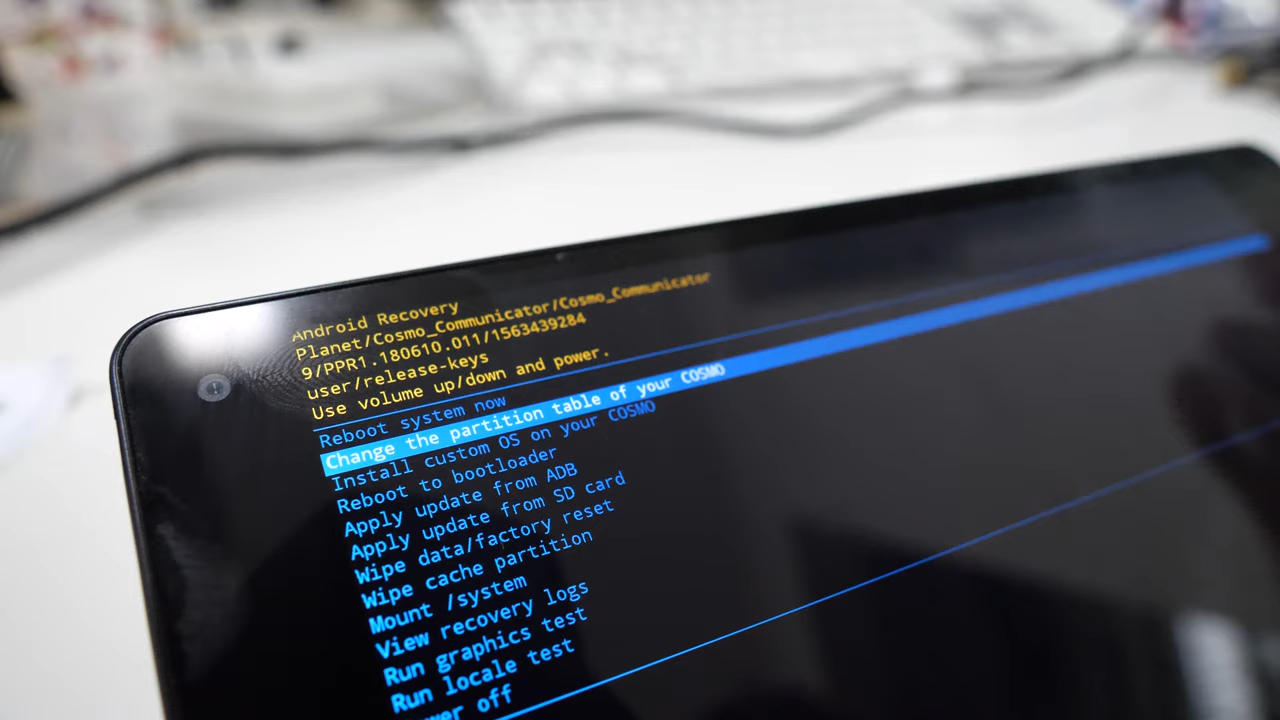 Android Recovery
Planet/Cosmo_Communicator/Cosmo_Communicator
9/PPR1.180610.011/1563439284
user/release-keys
Use volume up/down and power.
Reboot system now
Change the partition table of your COSMO
Install custom OS on your COSMO
Reboot to bootloader
Apply update from ADB
Apply update from SD card
Wipe data/factory reset
Wipe cache partition
Mount /system
View recovery logs
Run graphics test
Run locale test
wer off